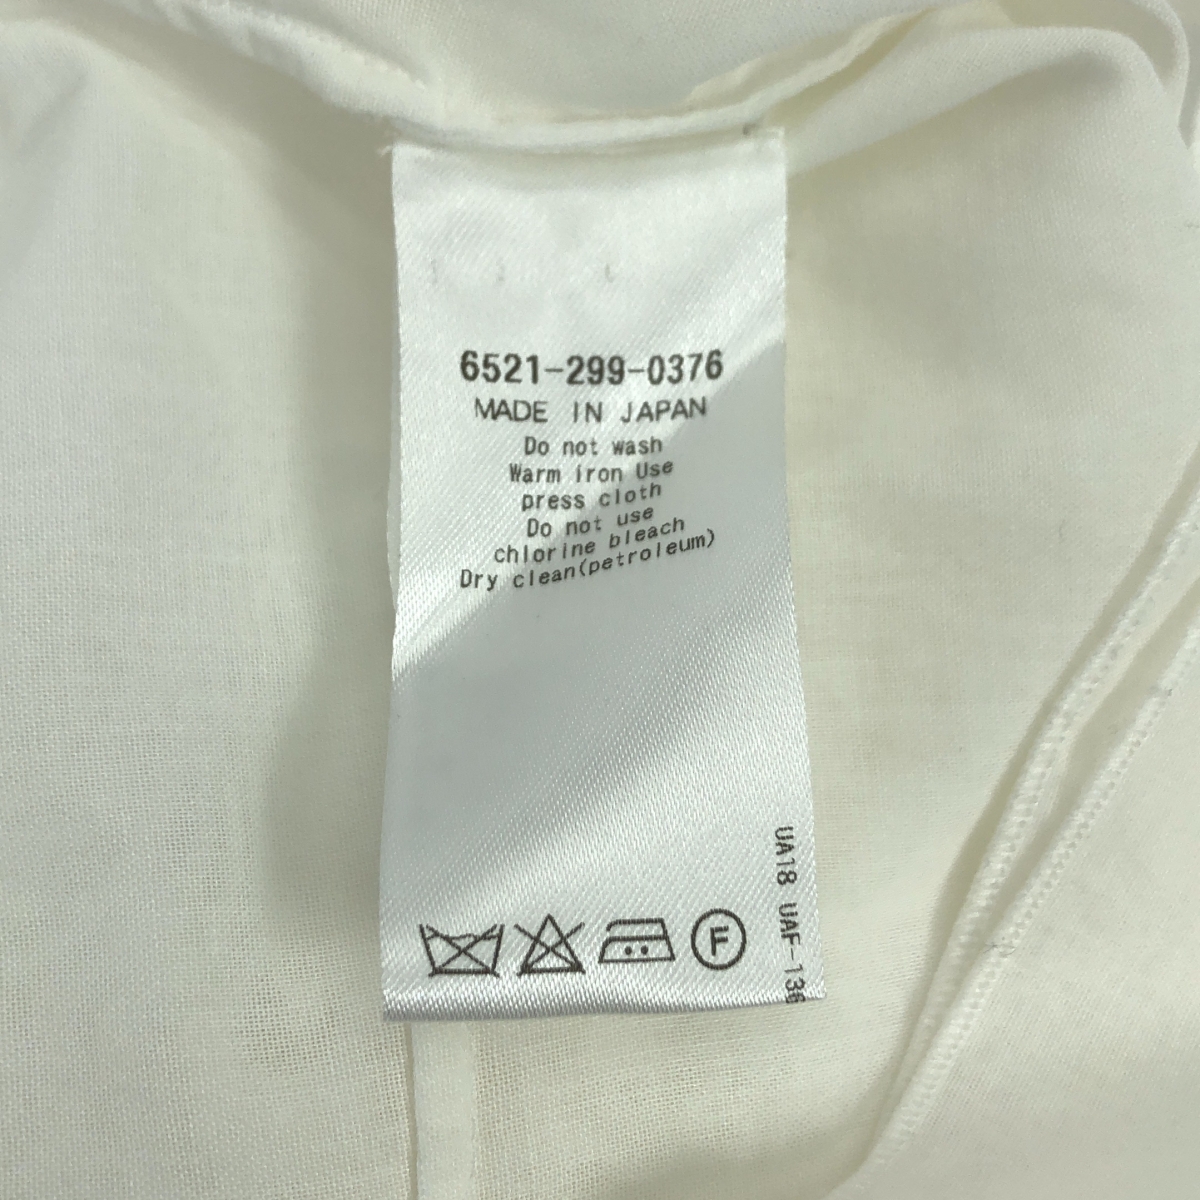 6521-299-0376
MADE IN JAPAN
Do not wash
Warm iron Use
press cloth
Do not use
chlorine bleach
Dry clean(petroleum)
UA18 UAF-136
F